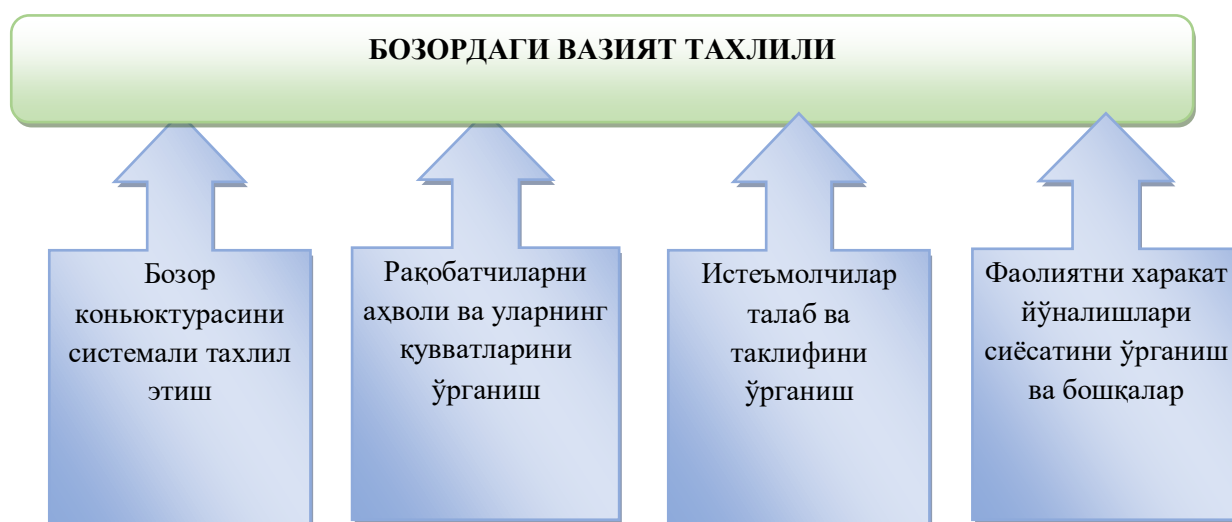 БОЗОРДАГИ ВАЗИЯТ ТАХЛИЛИ
Бозор
коньюктурасини
системали тахлил
этиш
Рақобатчиларни
аҳволи ва уларнинг
қувватларини
ўрганиш
Истеъмолчилар
талаб ва
таклифини
ўрганиш
Фаолиятни харакат
йўналишлари
сиёсатини ўрганиш
ва бошқалар